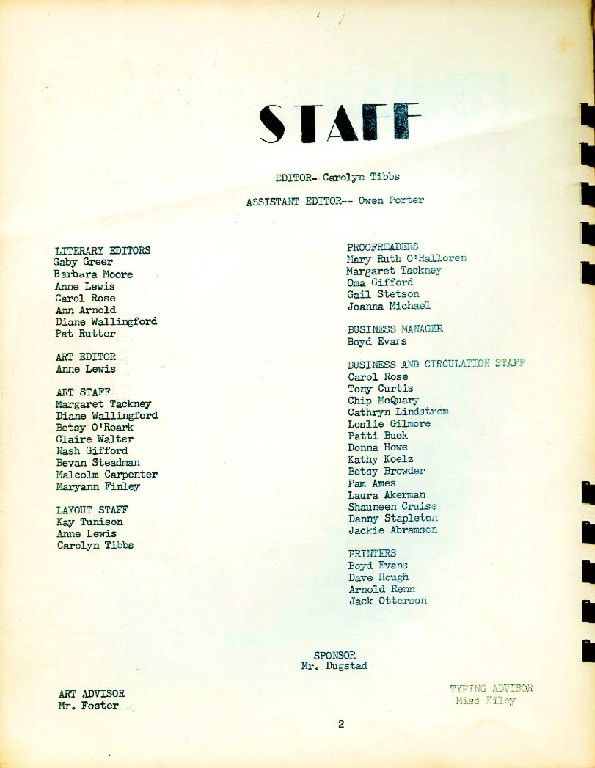 STAFF
EDITOR- Carolyn Tibbs
ASSISTANT EDITOR-- Owen Porter
LITERARY EDITORS
Gaby Greer
Barbara Moore
Anne Lewis
Carol Rose
Ann Arnold
Diane Wallingford
Pat Rutter
ART EDITOR
Anne Lewis
ART STAFF
Margaret Tackney
Diane Wallingford
Betsy O'Roark
Claire Walter
Nash Gifford
Bevan Steadman
Malcolm Carpenter
Maryann Finley
LAYOUT STAFF
Kay Tunison
Anne Lewis
Carolyn Tibbs
PROOFREADERS
Mary Ruth O'Halloren
Margaret Tackney
Oma Gifford
Gail Stetson
Joanna Michael
BUSINESS MANAGER
Boyd Evans
BUSINESS AND CIRCULATION STAFF
Carol Rose
Tony Curtis
Chip McQuary
Cathryn Lindstrom
Leslie Gilmore
Patti Buck
Donna Howe
Kathy Koelz
Betsy Browder
Pam Ames
Laura Akerman
Shauneen Cruise
Danny Stapleton
Jackie Abramson
PRINTERS
Boyd Evans
Dave Hough
Arnold Renn
Jack Otterson
SPONSOR
Mr. Dugstad
ART ADVISOR
Mr. Foster
TYPING ADVISOR
Miss Kiley
2